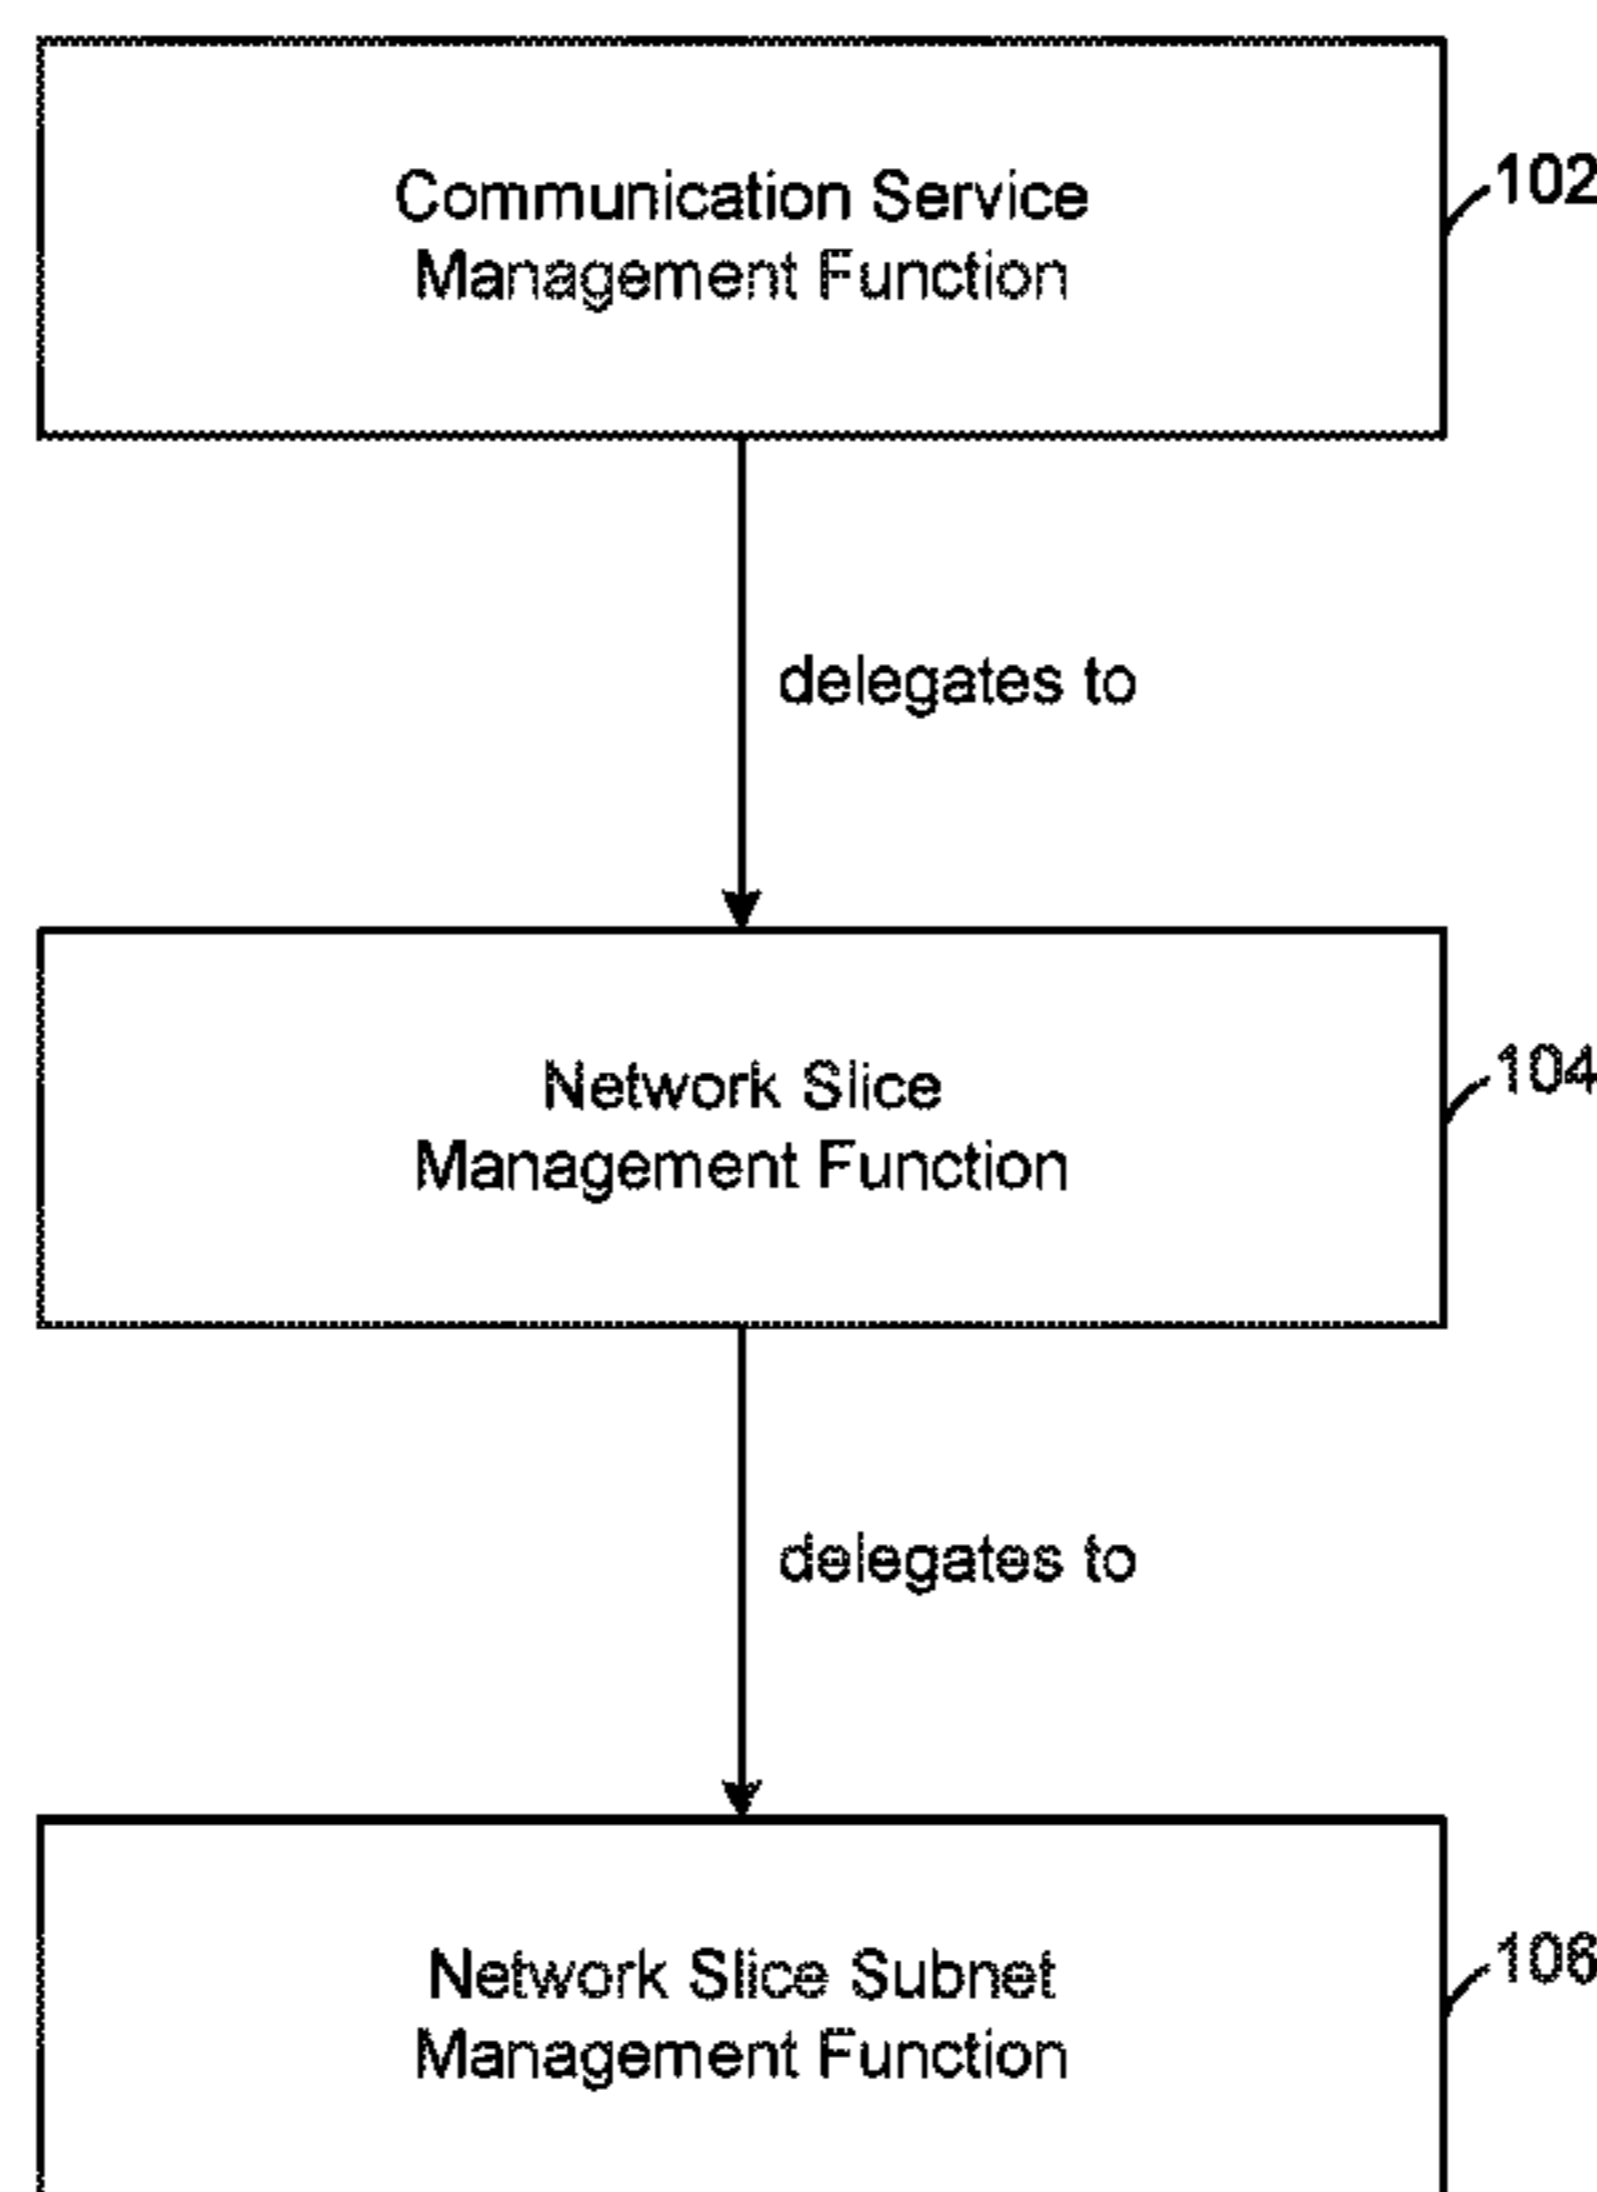 Communication Service
Management Function
102
delegates to
Network Slice
Management Function
104
delegates to
Network Slice Subnet
Management Function
106